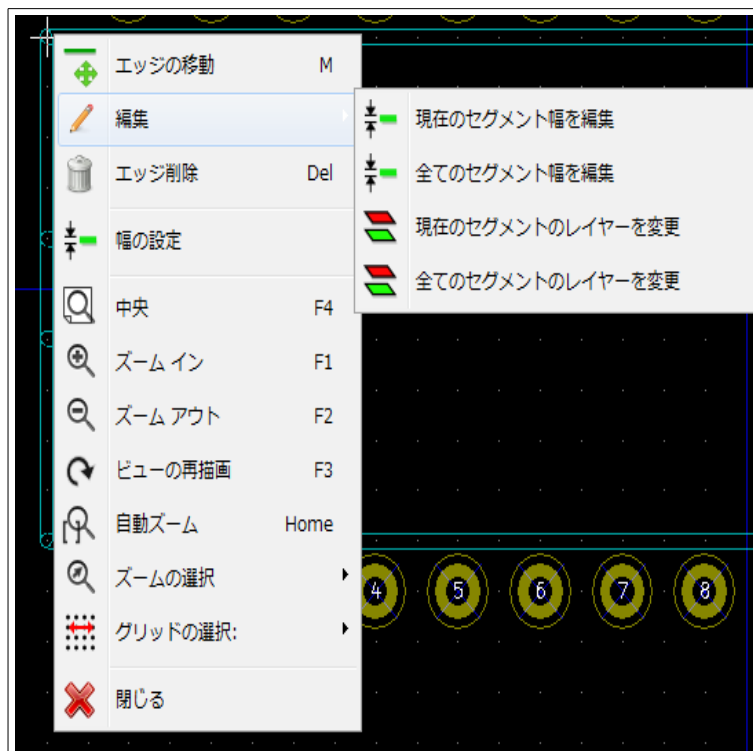 エッジの移動 M
編集
エッジ削除 Del
幅の設定
中央 F4
ズーム イン F1
ズーム アウト F2
ビューの再描画 F3
自動ズーム Home
ズームの選択
グリッドの選択:
閉じる
現在のセグメント幅を編集
全てのセグメント幅を編集
現在のセグメントのレイヤーを変更
全てのセグメントのレイヤーを変更
4 5 6 7 8